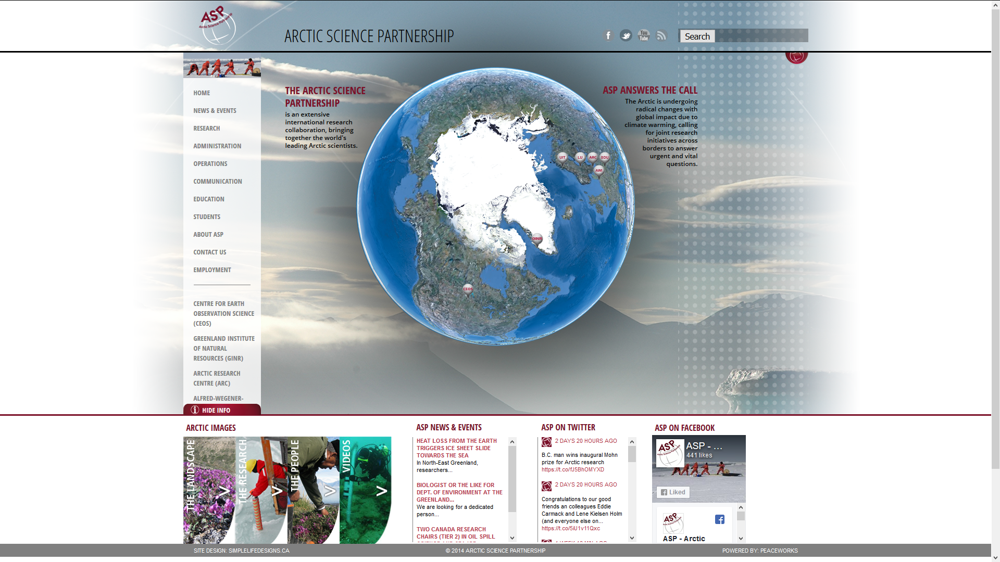 ASP
Arctic Science Partnership
ARCTIC SCIENCE PARTNERSHIP
f
You
Tube
Search
HOME
NEWS & EVENTS
RESEARCH
ADMINISTRATION
OPERATIONS
COMMUNICATION
EDUCATION
STUDENTS
ABOUT ASP
CONTACT US
EMPLOYMENT
CENTRE FOR EARTH
OBSERVATION SCIENCE
(CEOS)
GREENLAND INSTITUTE
OF NATURAL
RESOURCES (GINR)
ARCTIC RESEARCH
CENTRE (ARC)
ALFRED-WEGENER-
HIDE INFO
THE ARCTIC SCIENCE
PARTNERSHIP
is an extensive
international research
collaboration, bringing
together the world's
leading Arctic scientists.
UIT
LU
ARC
SDU
AWI
GINR
CEOS
ASP ANSWERS THE CALL
The Arctic is undergoing
radical changes with
global impact due to
climate warming, calling
for joint research
initiatives across
borders to answer
urgent and vital
questions.
ARCTIC IMAGES
THE LANDSCAPE
THE RESEARCH
THE PEOPLE
VIDEOS
ASP NEWS & EVENTS
HEAT LOSS FROM THE EARTH
TRIGGERS ICE SHEET SLIDE
TOWARDS THE SEA
In North-East Greenland,
researchers...
BIOLOGIST OR THE LIKE FOR
DEPT. OF ENVIRONMENT AT THE
GREENLAND...
We are looking for a dedicated
person...
TWO CANADA RESEARCH
CHAIRS (TIER 2) IN OIL SPILL
ASP ON TWITTER
2 DAYS 20 HOURS AGO
B.C. man wins inaugural Mohn
prize for Arctic research
https://t.co/fJ5BhOMYXD
2 DAYS 20 HOURS AGO
Congratulations to our good
friends an colleagues Eddie
Carmack and Lene Kielsen Holm
(and everyone else on...
https://t.co/5iU1v11Qxc
ASP ON FACEBOOK
ASP
ASP - ...
441 likes
Liked
ASP
ASP - Arctic
SITE DESIGN: SIMPLELIFEDESIGNS.CA
© 2014 ARCTIC SCIENCE PARTNERSHIP
POWERED BY: PEACEWORKS